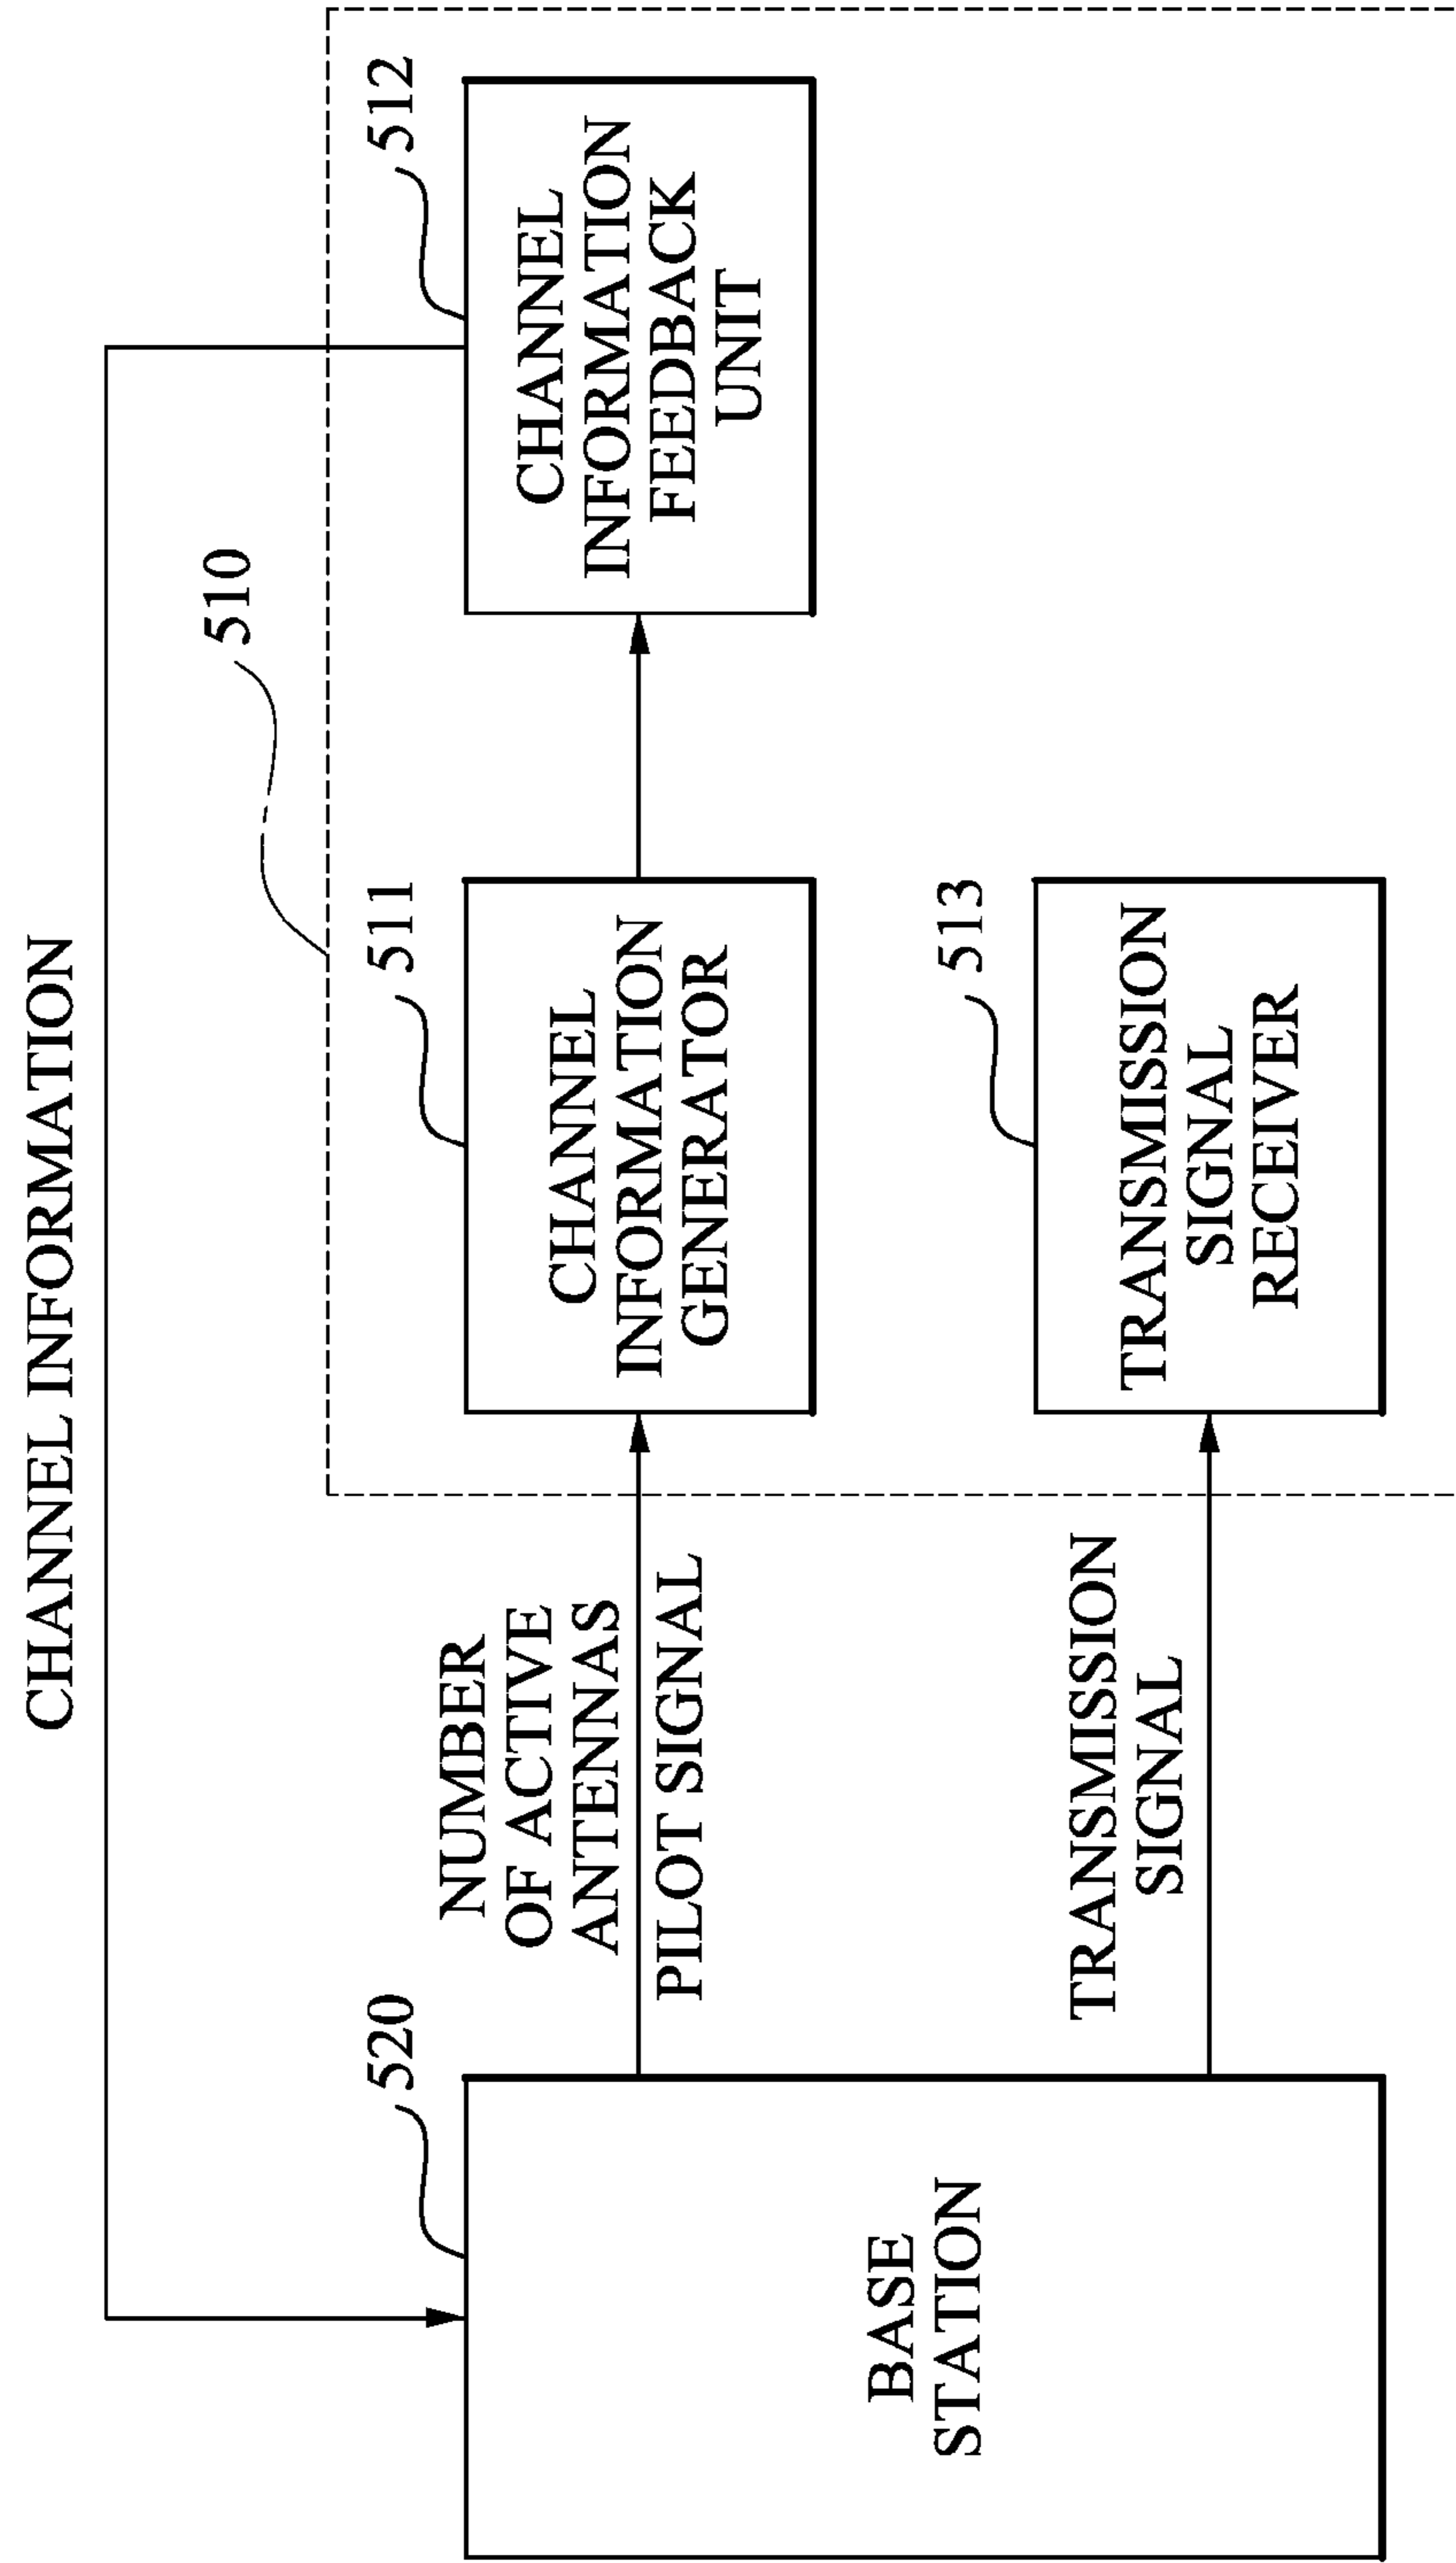 CHANNEL INFORMATION
510
520
BASE
STATION
NUMBER
OF ACTIVE
ANTENNAS
PILOT SIGNAL
TRANSMISSION
SIGNAL
511
CHANNEL
INFORMATION
GENERATOR
512
CHANNEL
INFORMATION
FEEDBACK
UNIT
513
TRANSMISSION
SIGNAL
RECEIVER